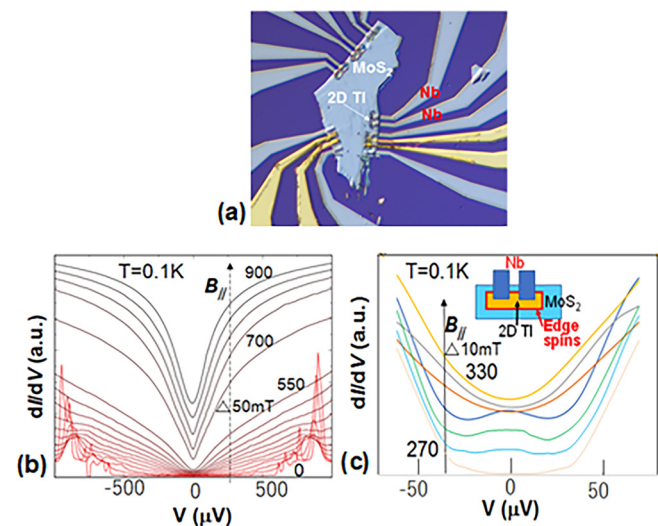 MoS2
2D TI
Nb
Nb
(a)
T=0.1K
900
B//
700
△50mT
550
0
dI/dV (a.u.)
-500
0
500
V (μV)
(b)
T=0.1K
Nb
MoS2
2D TI
Edge
spins
B//
△10mT
330
270
dI/dV (a.u.)
-50
0
50
V (μV)
(c)